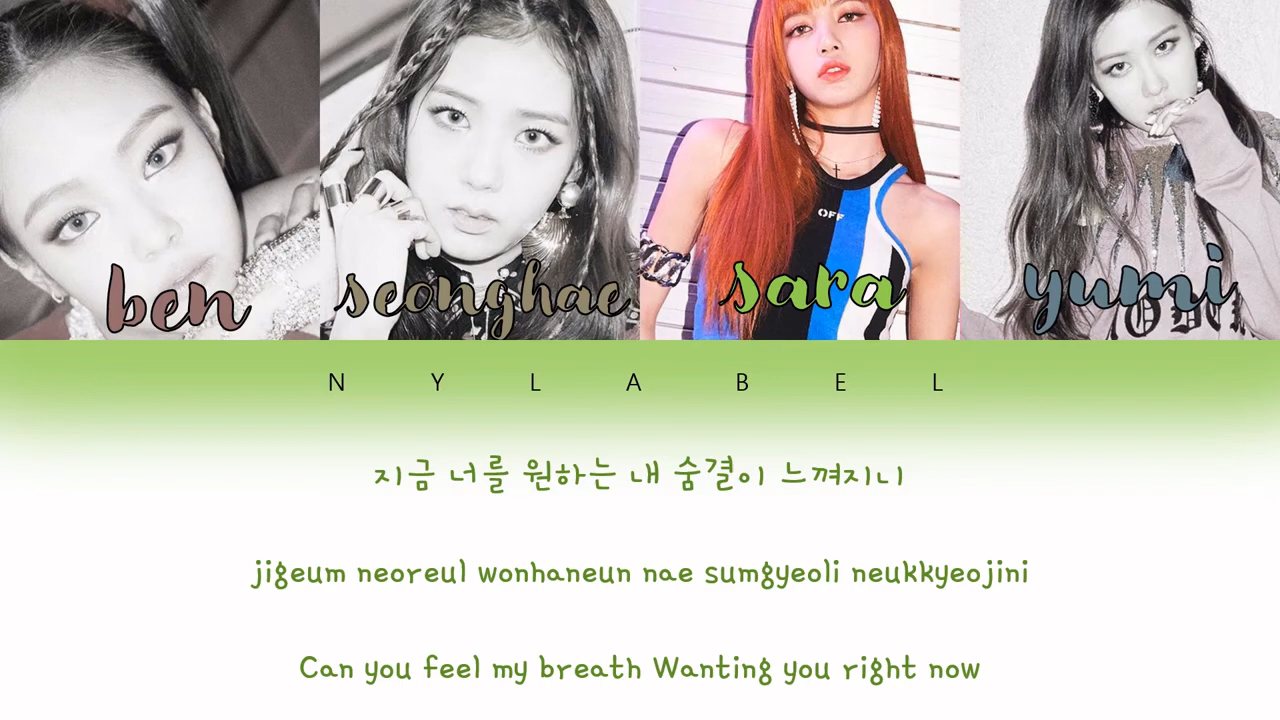 ben seonghae sara yumi
OFF
N Y L A B E L
지금 너를 원하는 내 숨결이 느껴지니
jigeum neoreul wonhaneun nae sumgyeoli neukkyeojini
Can you feel my breath Wanting you right now